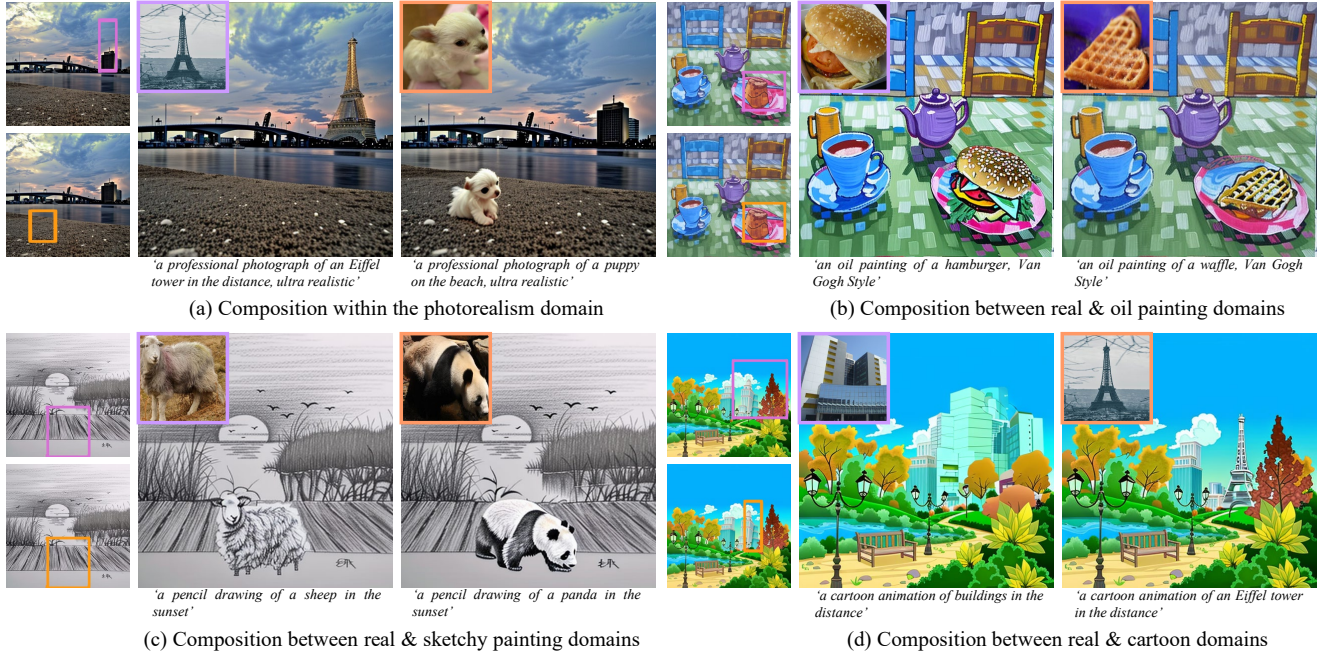 ‘a professional photograph of an Eiffel
tower in the distance, ultra realistic’
‘a professional photograph of a puppy
on the beach, ultra realistic’
(a) Composition within the photorealism domain
‘an oil painting of a hamburger, Van
Gogh Style’
‘an oil painting of a waffle, Van Gogh
Style’
(b) Composition between real & oil painting domains
‘a pencil drawing of a sheep in the
sunset’
‘a pencil drawing of a panda in the
sunset’
(c) Composition between real & sketchy painting domains
‘a cartoon animation of buildings in the
distance’
‘a cartoon animation of an Eiffel tower
in the distance’
(d) Composition between real & cartoon domains